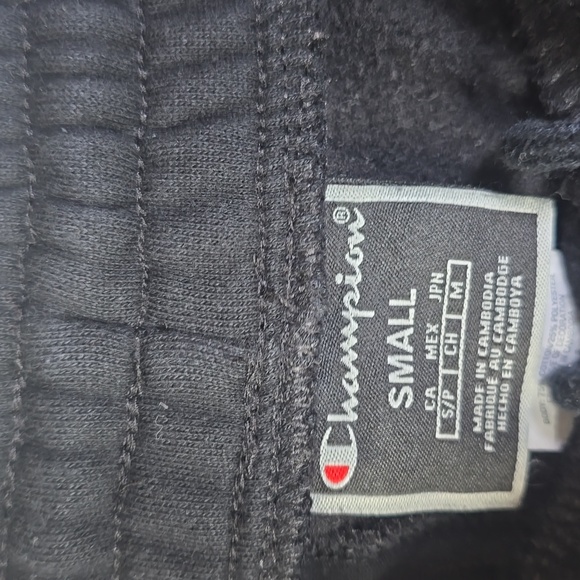 Champion®
SMALL
CA MEX JPN
S/P CH M
MADE IN CAMBODIA
FABRIQUÉ AU CAMBODGE
HECHO EN CAMBOYA